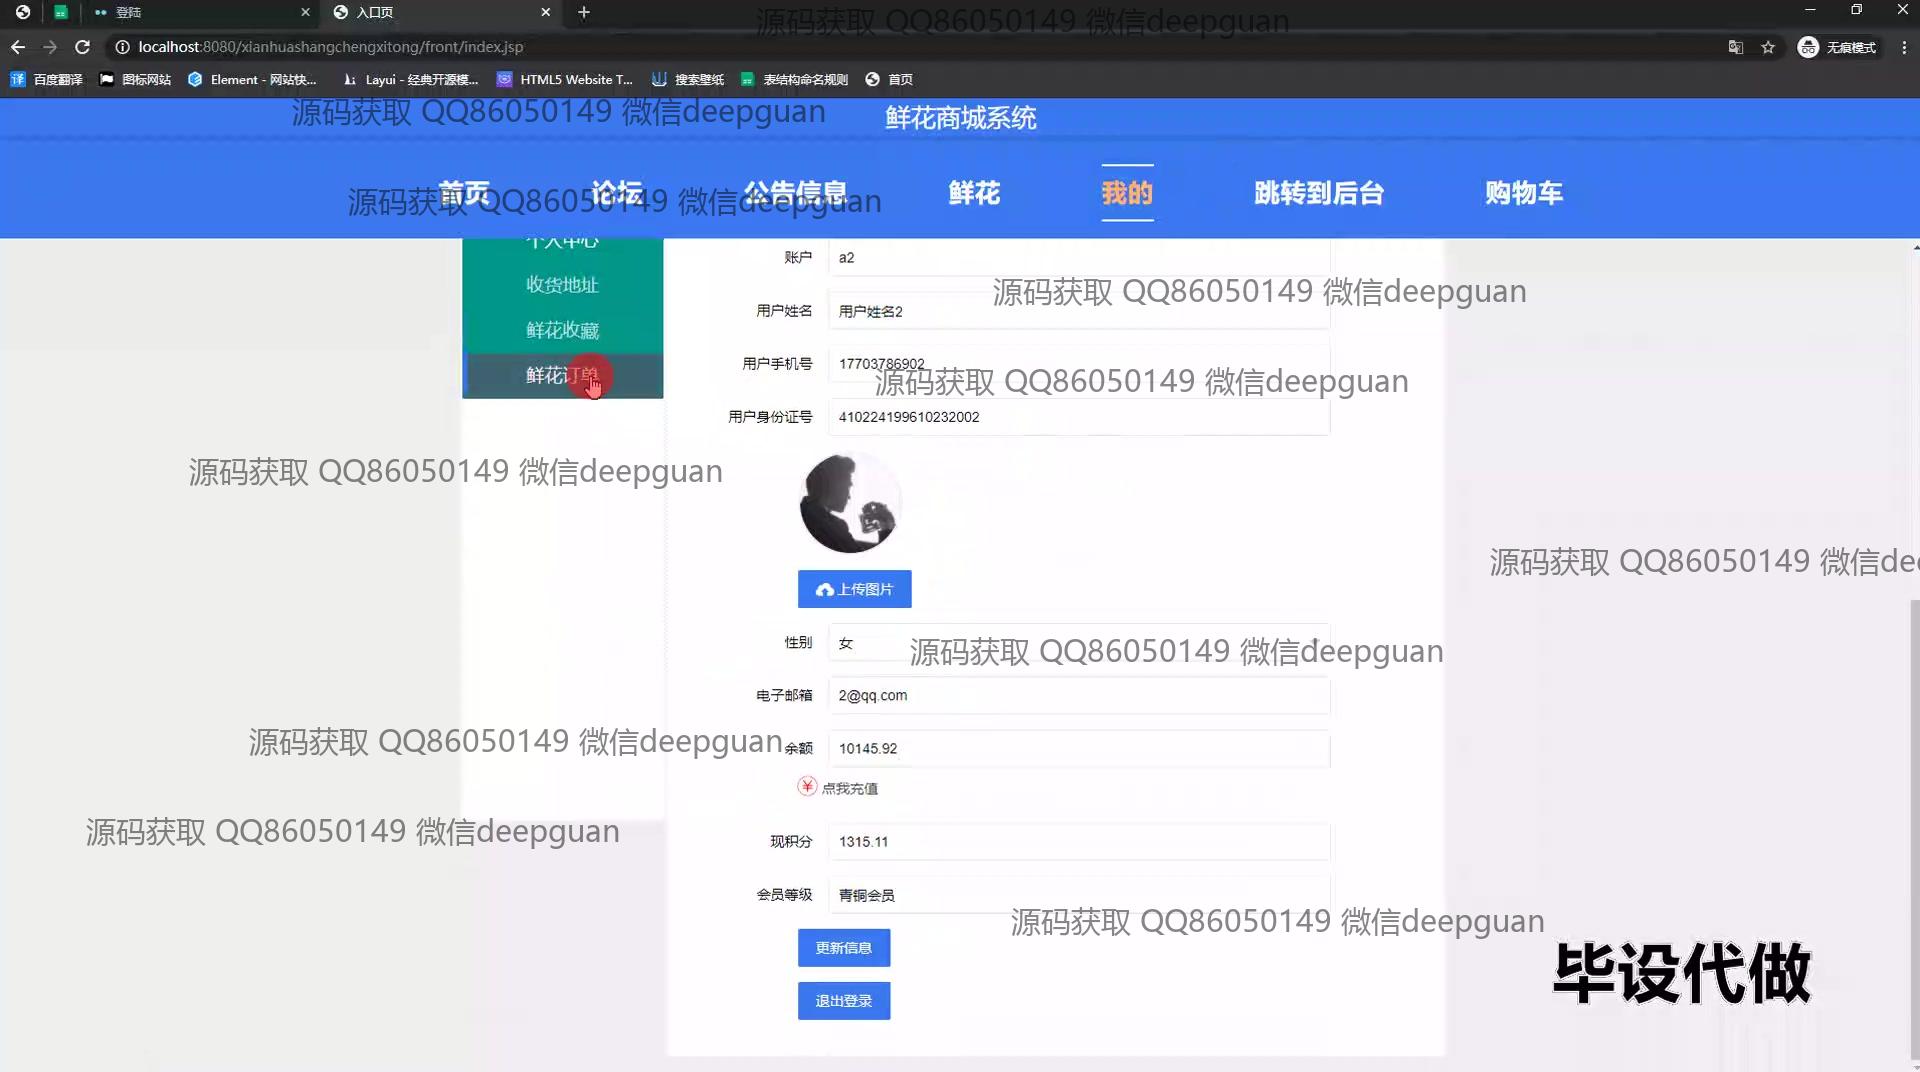 登陆
入口页
源码获取 QQ86050149 微信deepguan
localhost:8080/xianhuashangchengxitong/front/index.jsp
无痕模式
百度翻译 图标网站 Element - 网站快... Layui - 经典开源模... HTML5 Website T... 搜索壁纸 表结构命名规则 首页
源码获取 QQ86050149 微信deepguan
鲜花商城系统
首页 论坛 公告信息 鲜花 我的 跳转到后台 购物车
源码获取 QQ86050149 微信deepguan
个人中心
账户 a2
收货地址
源码获取 QQ86050149 微信deepguan
用户姓名 用户姓名2
鲜花收藏
用户手机号 17703786902
鲜花订单
源码获取 QQ86050149 微信deepguan
用户身份证号 410224199610232002
源码获取 QQ86050149 微信deepguan
源码获取 QQ86050149 微信dee
上传图片
性别 女
源码获取 QQ86050149 微信deepguan
电子邮箱 2@qq.com
源码获取 QQ86050149 微信deepguan
余额 10145.92
点我充值
源码获取 QQ86050149 微信deepguan
现积分 1315.11
会员等级 青铜会员
源码获取 QQ86050149 微信deepguan
更新信息
毕设代做
退出登录